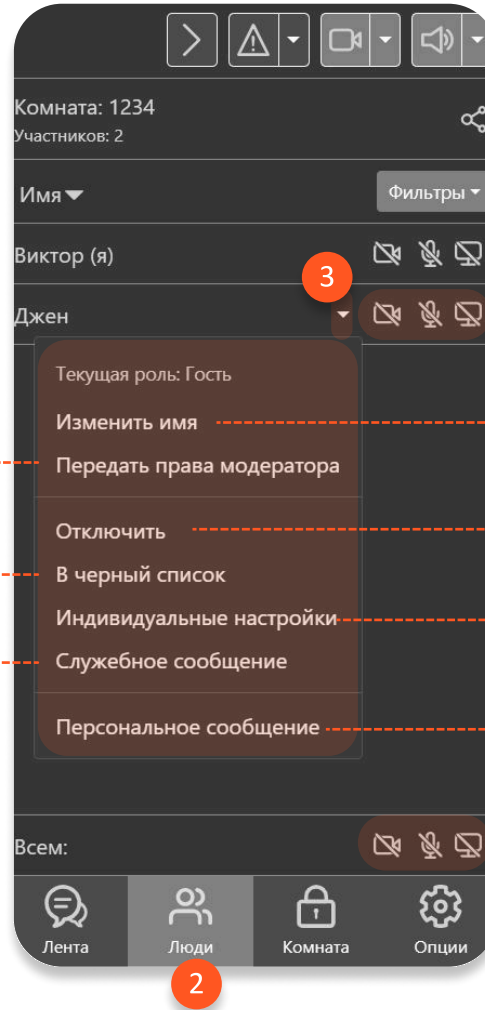 Комната: 1234
Участников: 2
Имя
Фильтры
Виктор (я)
3
Джен
Текущая роль: Гость
Изменить имя
Передать права модератора
Отключить
В черный список
Индивидуальные настройки
Служебное сообщение
Персональное сообщение
Всем:
Лента
Люди
Комната
Опции
2